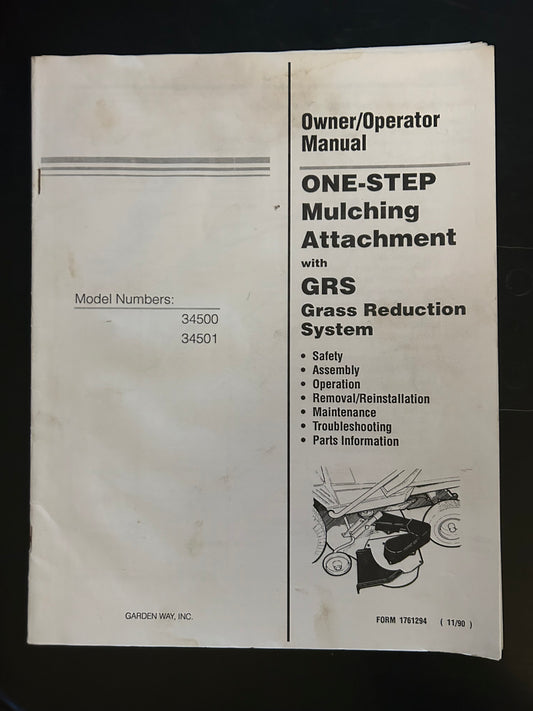 Model Numbers:
34500
34501
GARDEN WAY, INC.
Owner/Operator
Manual
ONE-STEP
Mulching
Attachment
with
GRS
Grass Reduction
System
• Safety
• Assembly
• Operation
• Removal/Reinstallation
• Maintenance
• Troubleshooting
• Parts Information
FORM 1761294 ( 11/90 )